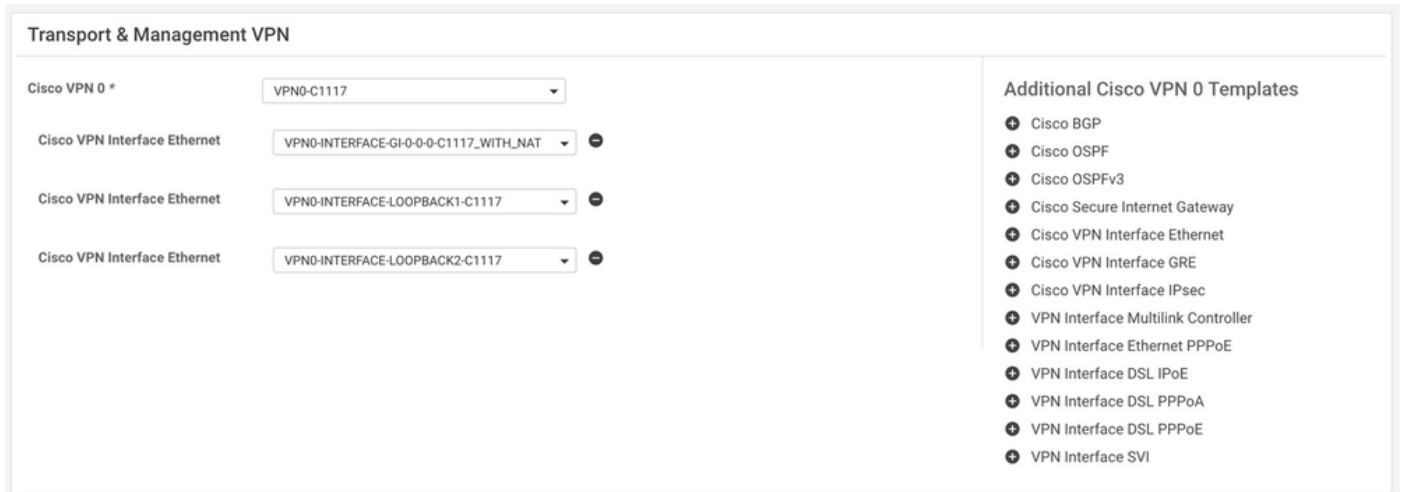 Transport & Management VPN
Cisco VPN 0 *
VPN0-C1117
Cisco VPN Interface Ethernet
VPN0-INTERFACE-GI-0-0-0-C1117_WITH_NAT
Cisco VPN Interface Ethernet
VPN0-INTERFACE-LOOPBACK1-C1117
Cisco VPN Interface Ethernet
VPN0-INTERFACE-LOOPBACK2-C1117
Additional Cisco VPN 0 Templates
Cisco BGP
Cisco OSPF
Cisco OSPFv3
Cisco Secure Internet Gateway
Cisco VPN Interface Ethernet
Cisco VPN Interface GRE
Cisco VPN Interface IPsec
VPN Interface Multilink Controller
VPN Interface Ethernet PPPoE
VPN Interface DSL IPoE
VPN Interface DSL PPPoA
VPN Interface DSL PPPoE
VPN Interface SVI